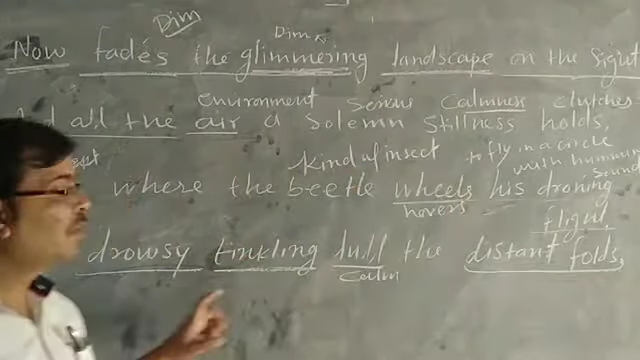 Dim
Dim
Now fades the glimmering landscape on the sight
environment serious calmness clutches
all the air a solemn stillness holds,
kind of insect to fly in a circle
with humming
sound
where the beetle wheels his droning
hovers flight,
drowsy tinkling lull the distant folds,
calm